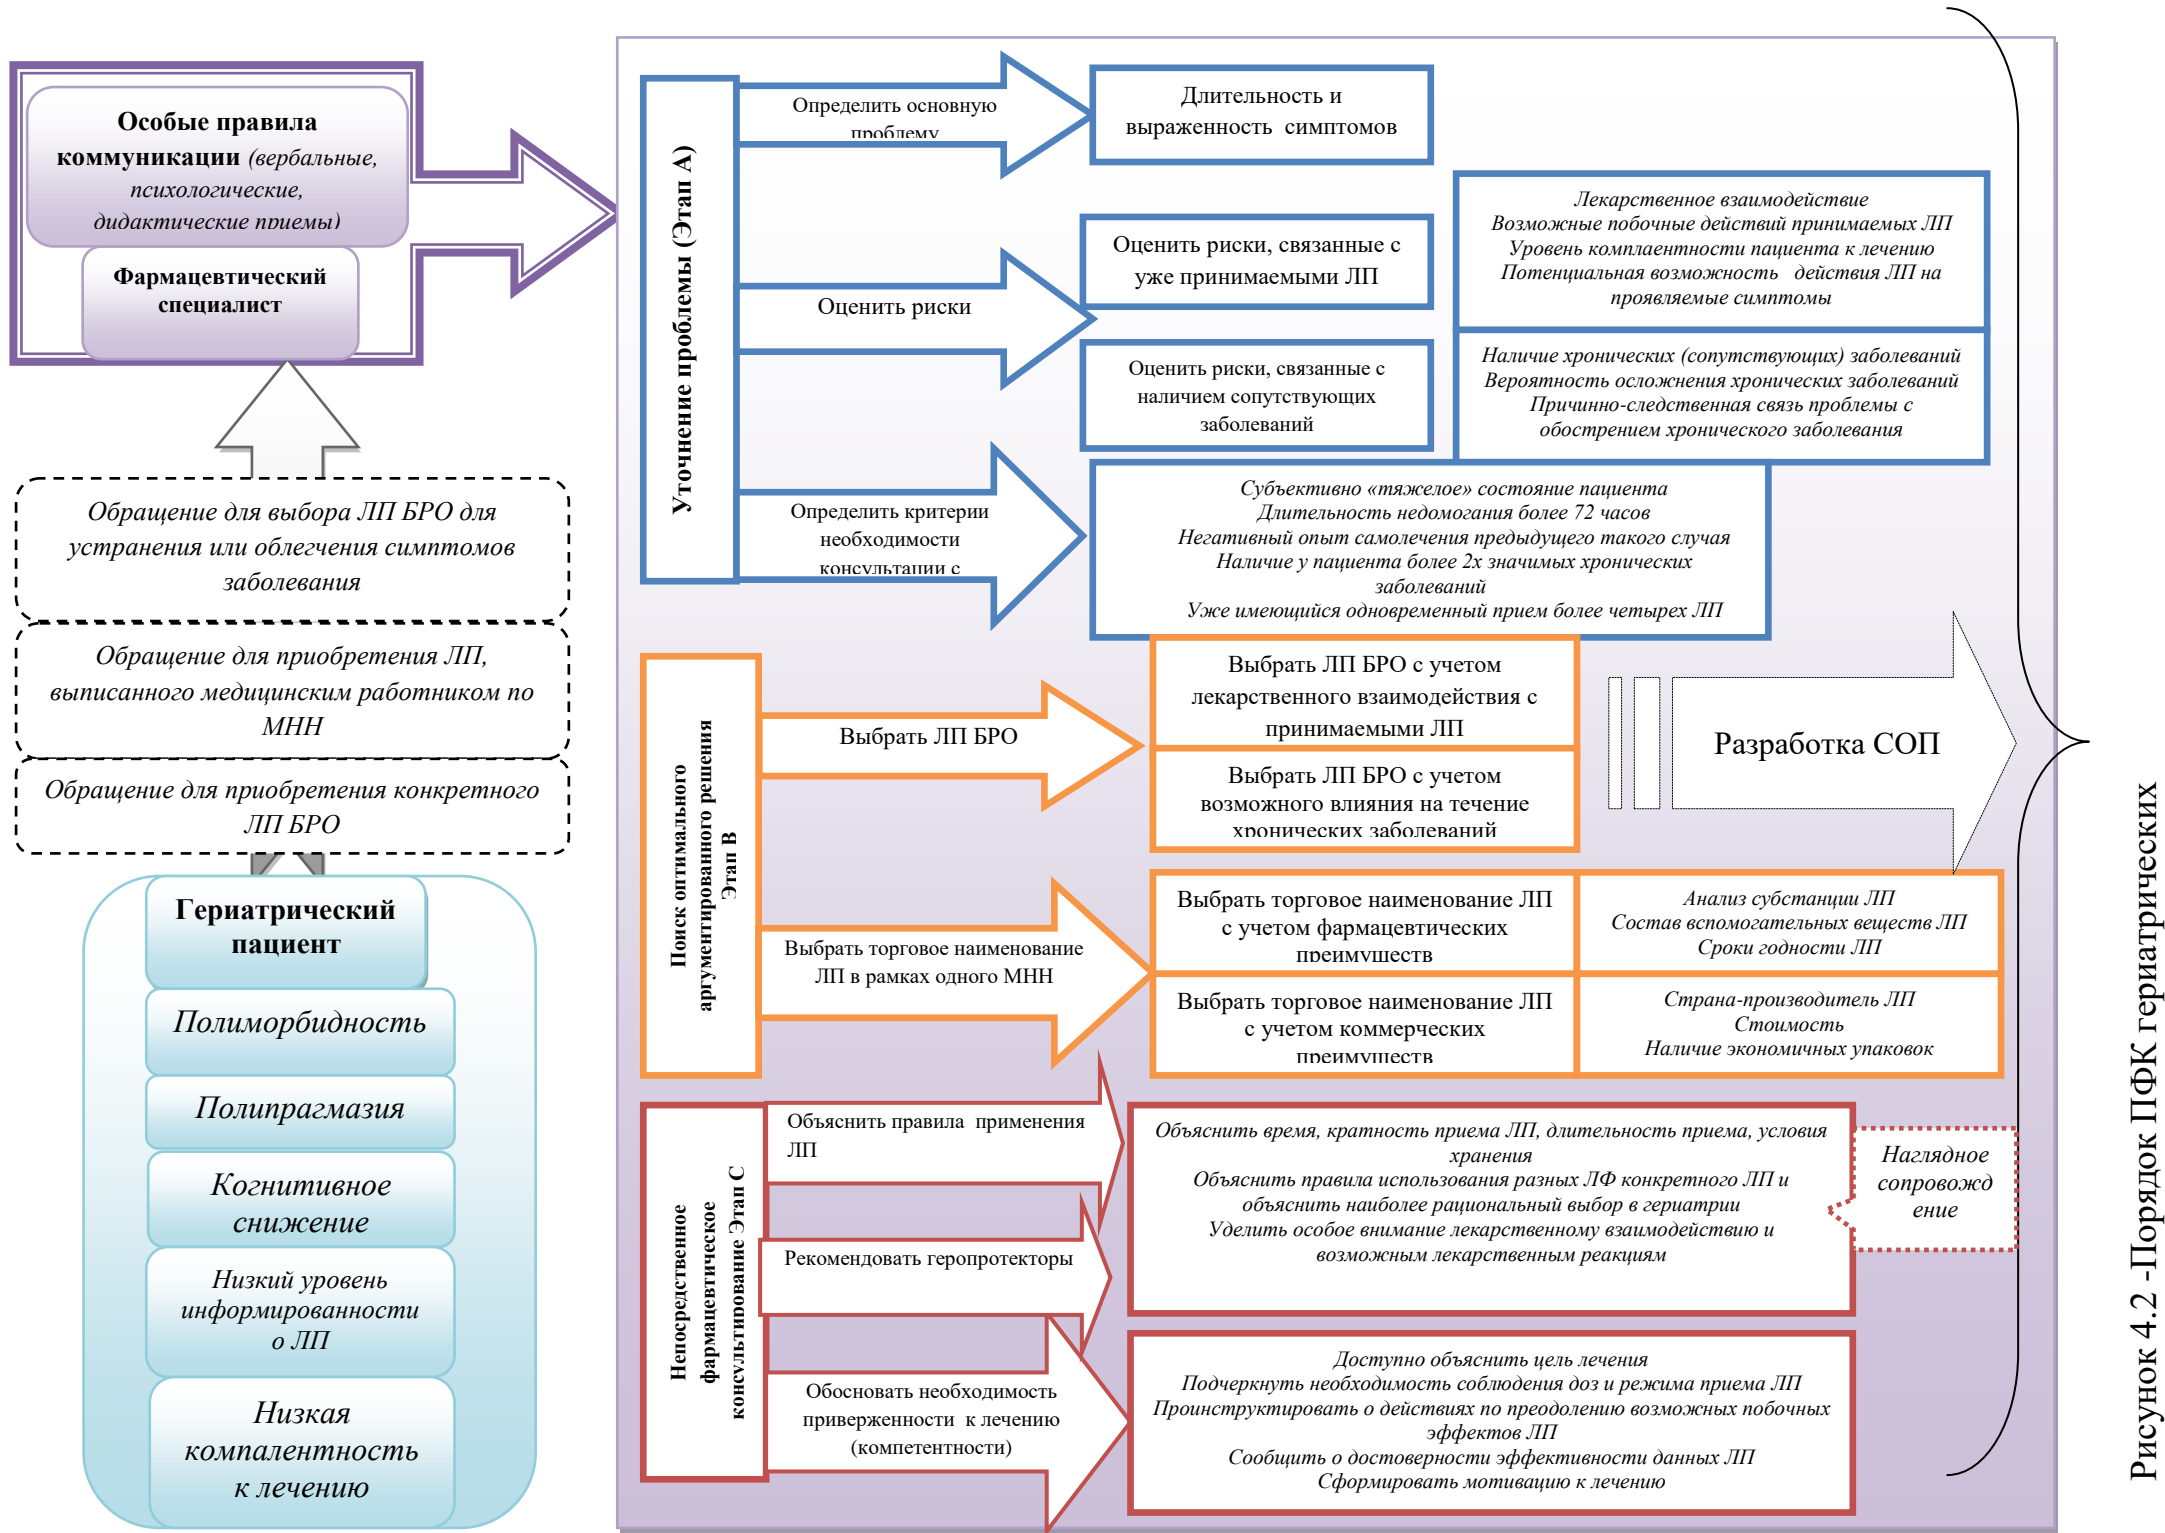 Особые правила
коммуникации (вербальные,
психологические,
дидактические приемы)
Фармацевтический
специалист
Обращение для выбора ЛП БРО для
устранения или облегчения симптомов
заболевания
Обращение для приобретения ЛП,
выписанного медицинским работником по
МНН
Обращение для приобретения конкретного
ЛП БРО
Гериатрический
пациент
Полиморбидность
Полипрагмазия
Когнитивное
снижение
Низкий уровень
информированности
о ЛП
Низкая
компалентность
к лечению
Уточнение проблемы (Этап А)
Определить основную
проблему
Длительность и
выраженность симптомов
Оценить риски
Оценить риски, связанные с
уже принимаемыми ЛП
Лекарственное взаимодействие
Возможные побочные действий принимаемых ЛП
Уровень комплаентности пациента к лечению
Потенциальная возможность действия ЛП на
проявляемые симптомы
Оценить риски, связанные с
наличием сопутствующих
заболеваний
Наличие хронических (сопутствующих) заболеваний
Вероятность осложнения хронических заболеваний
Причинно-следственная связь проблемы с
обострением хронического заболевания
Определить критерии
необходимости
консультации с
Субъективно «тяжелое» состояние пациента
Длительность недомогания более 72 часов
Негативный опыт самолечения предыдущего такого случая
Наличие у пациента более 2х значимых хронических
заболеваний
Уже имеющийся одновременный прием более четырех ЛП
Поиск оптимального
аргументированного решения
Этап В
Выбрать ЛП БРО
Выбрать ЛП БРО с учетом
лекарственного взаимодействия с
принимаемыми ЛП
Выбрать ЛП БРО с учетом
возможного влияния на течение
хронических заболеваний
Разработка СОП
Выбрать торговое наименование
ЛП в рамках одного МНН
Выбрать торговое наименование ЛП
с учетом фармацевтических
преимуществ
Анализ субстанции ЛП
Состав вспомогательных веществ ЛП
Сроки годности ЛП
Выбрать торговое наименование ЛП
с учетом коммерческих
преимуществ
Страна-производитель ЛП
Стоимость
Наличие экономичных упаковок
Непосредственное
фармацевтическое
консультирование Этап С
Объяснить правила применения
ЛП
Объяснить время, кратность приема ЛП, длительность приема, условия
хранения
Объяснить правила использования разных ЛФ конкретного ЛП и
объяснить наиболее рациональный выбор в гериатрии
Уделить особое внимание лекарственному взаимодействию и
возможным лекарственным реакциям
Наглядное
сопровожд
ение
Рекомендовать геропротекторы
Обосновать необходимость
приверженности к лечению
(компетентности)
Доступно объяснить цель лечения
Подчеркнуть необходимость соблюдения доз и режима приема ЛП
Проинструктировать о действиях по преодолению возможных побочных
эффектов ЛП
Сообщить о достоверности эффективности данных ЛП
Сформировать мотивацию к лечению
Рисунок 4.2 -Порядок ПФК гериатрических